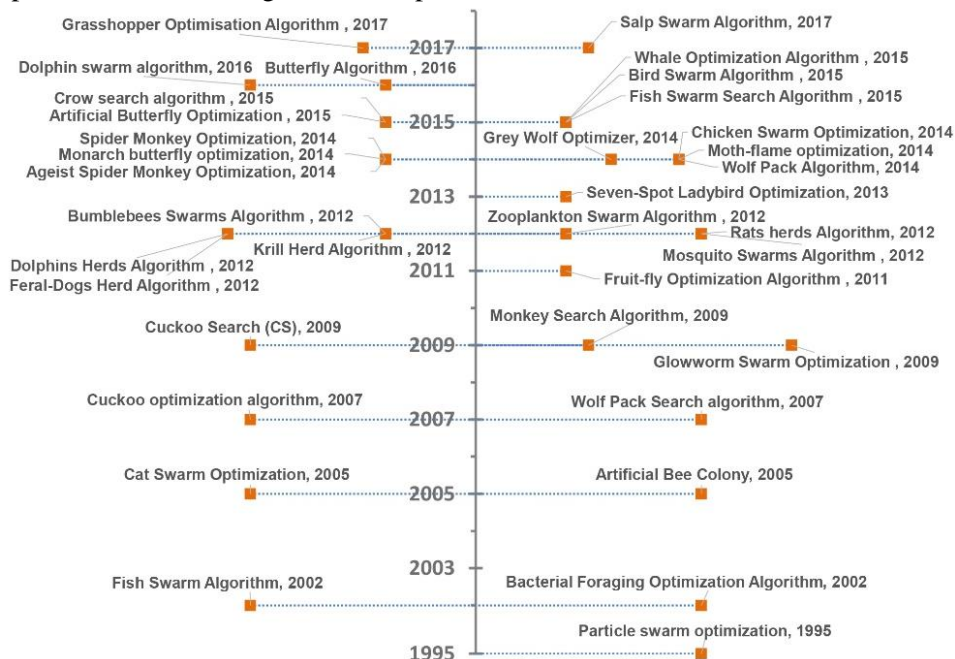 Grasshopper Optimisation Algorithm , 2017
Salp Swarm Algorithm, 2017
2017
Whale Optimization Algorithm , 2015
Dolphin swarm algorithm, 2016
Butterfly Algorithm , 2016
Bird Swarm Algorithm , 2015
Crow search algorithm , 2015
Fish Swarm Search Algorithm , 2015
Artificial Butterfly Optimization , 2015
2015
Spider Monkey Optimization, 2014
Grey Wolf Optimizer, 2014
Chicken Swarm Optimization, 2014
Monarch butterfly optimization, 2014
Moth-flame optimization, 2014
Ageist Spider Monkey Optimization, 2014
Wolf Pack Algorithm, 2014
2013
Seven-Spot Ladybird Optimization, 2013
Bumblebees Swarms Algorithm , 2012
Zooplankton Swarm Algorithm , 2012
Rats herds Algorithm, 2012
Krill Herd Algorithm, 2012
Mosquito Swarms Algorithm , 2012
Dolphins Herds Algorithm , 2012
2011
Feral-Dogs Herd Algorithm , 2012
Fruit-fly Optimization Algorithm , 2011
Monkey Search Algorithm, 2009
Cuckoo Search (CS), 2009
2009
Glowworm Swarm Optimization , 2009
Cuckoo optimization algorithm, 2007
Wolf Pack Search algorithm, 2007
2007
Cat Swarm Optimization, 2005
Artificial Bee Colony, 2005
2005
2003
Fish Swarm Algorithm, 2002
Bacterial Foraging Optimization Algorithm, 2002
Particle swarm optimization, 1995
1995